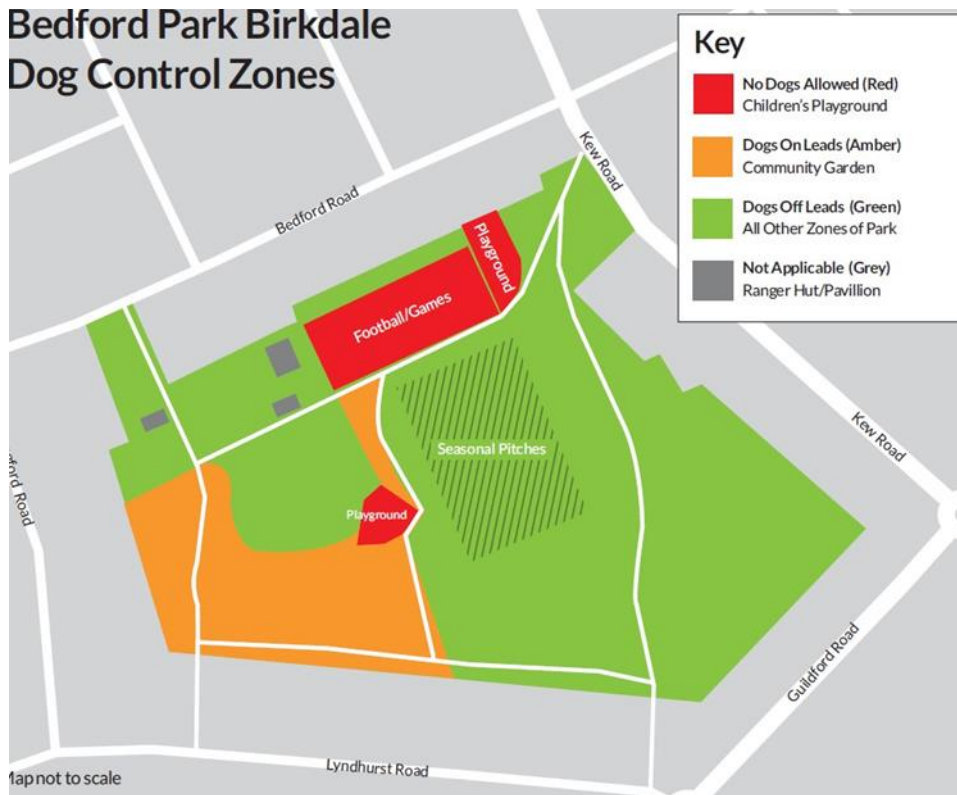 Bedford Park Birkdale
Dog Control Zones
Key
No Dogs Allowed (Red)
Children's Playground
Dogs On Leads (Amber)
Community Garden
Dogs Off Leads (Green)
All Other Zones of Park
Not Applicable (Grey)
Ranger Hut/Pavillion
Kew Road
Bedford Road
Playground
Football/Games
Seasonal Pitches
Kew Road
ford Road
Playground
Guildford Road
Lyndhurst Road
Map not to scale